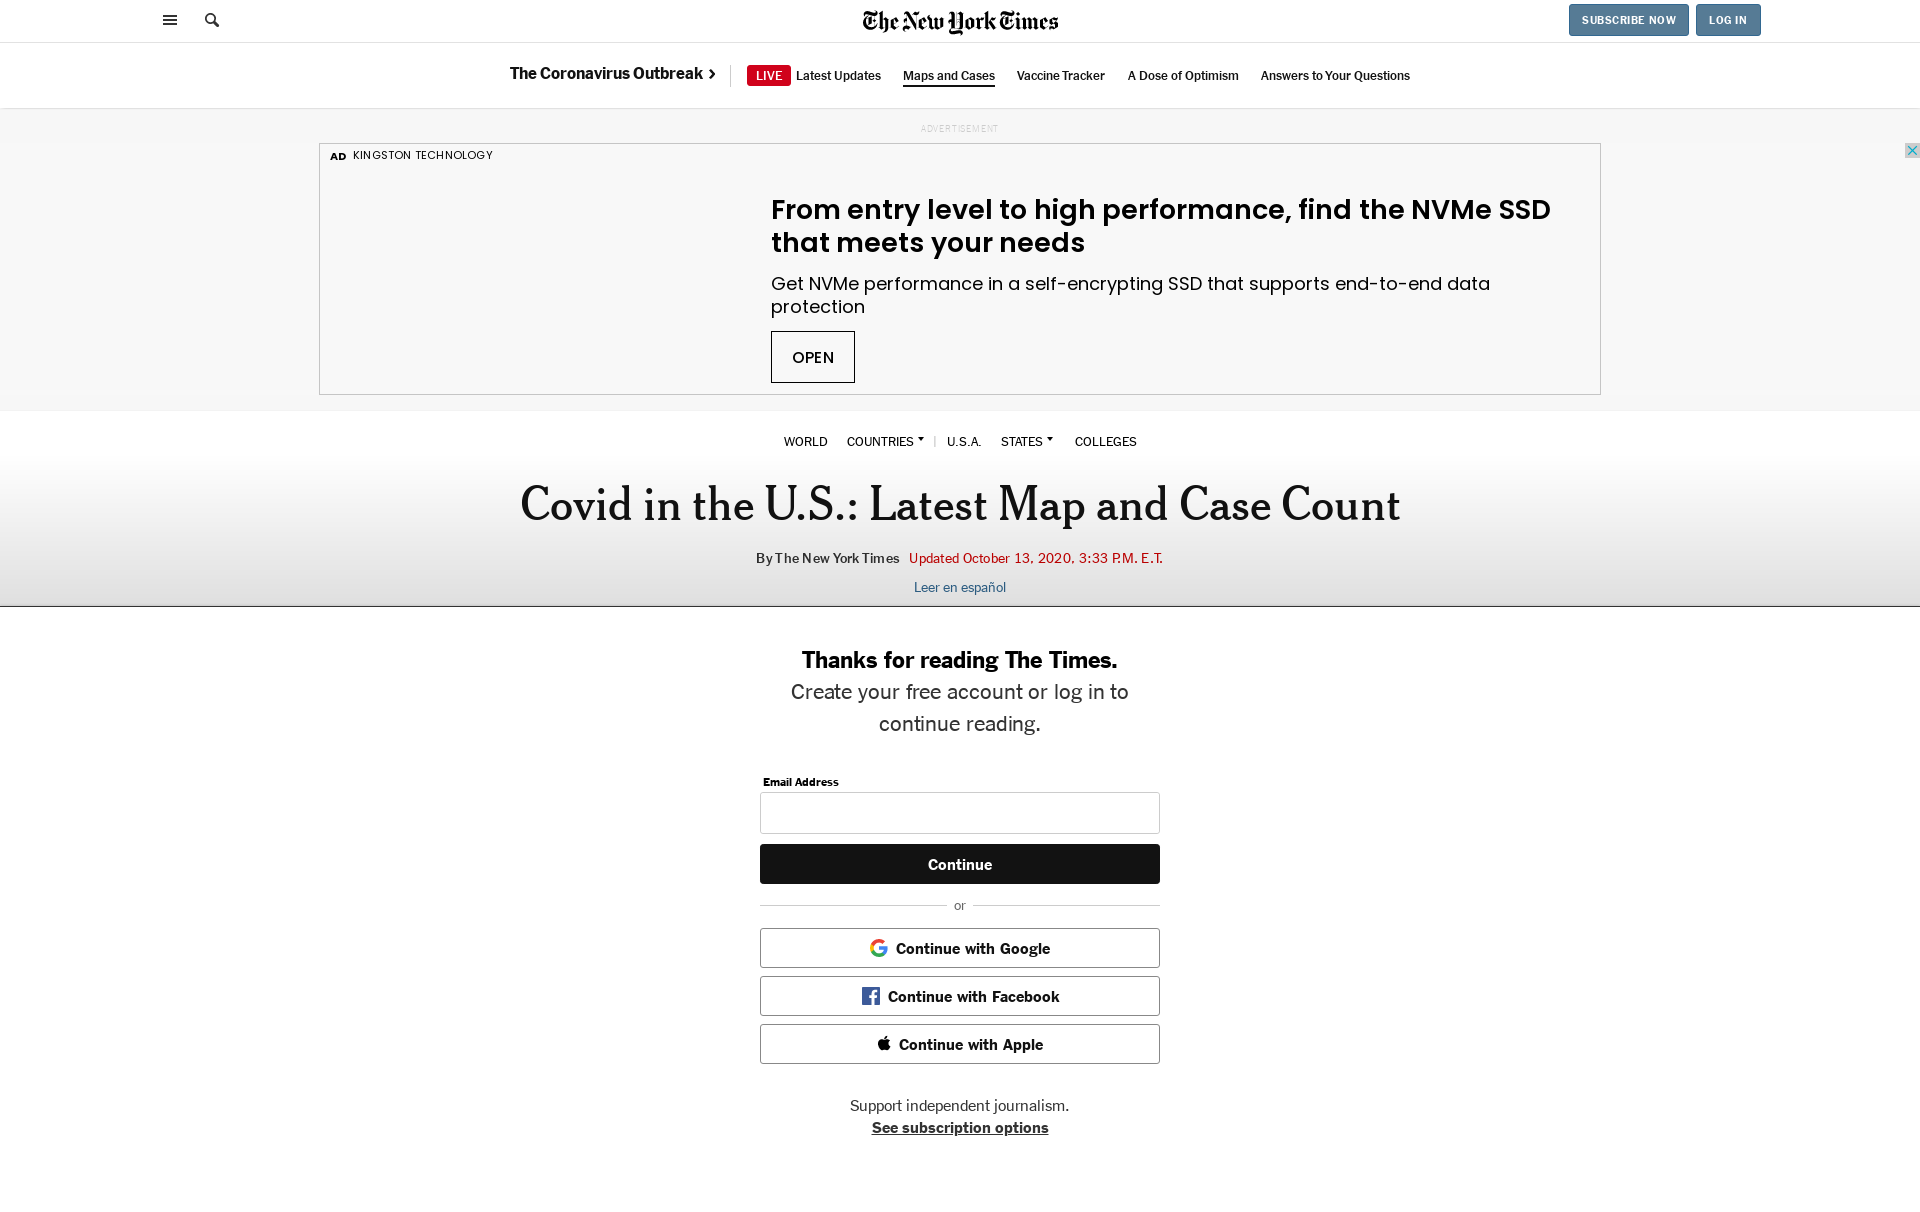 The New York Times
SUBSCRIBE NOW
LOG IN
The Coronavirus Outbreak
LIVE Latest Updates
Maps and Cases
Vaccine Tracker
A Dose of Optimism
Answers to Your Questions
ADVERTISEMENT
AD KINGSTON TECHNOLOGY
From entry level to high performance, find the NVMe SSD
that meets your needs
Get NVMe performance in a self-encrypting SSD that supports end-to-end data
protection
OPEN
WORLD COUNTRIES | U.S.A. STATES COLLEGES
Covid in the U.S.: Latest Map and Case Count
By The New York Times Updated October 13, 2020, 3:33 P.M. E.T.
Leer en español
Thanks for reading The Times.
Create your free account or log in to
continue reading.
Email Address
Continue
or
Continue with Google
Continue with Facebook
Continue with Apple
Support independent journalism.
See subscription options